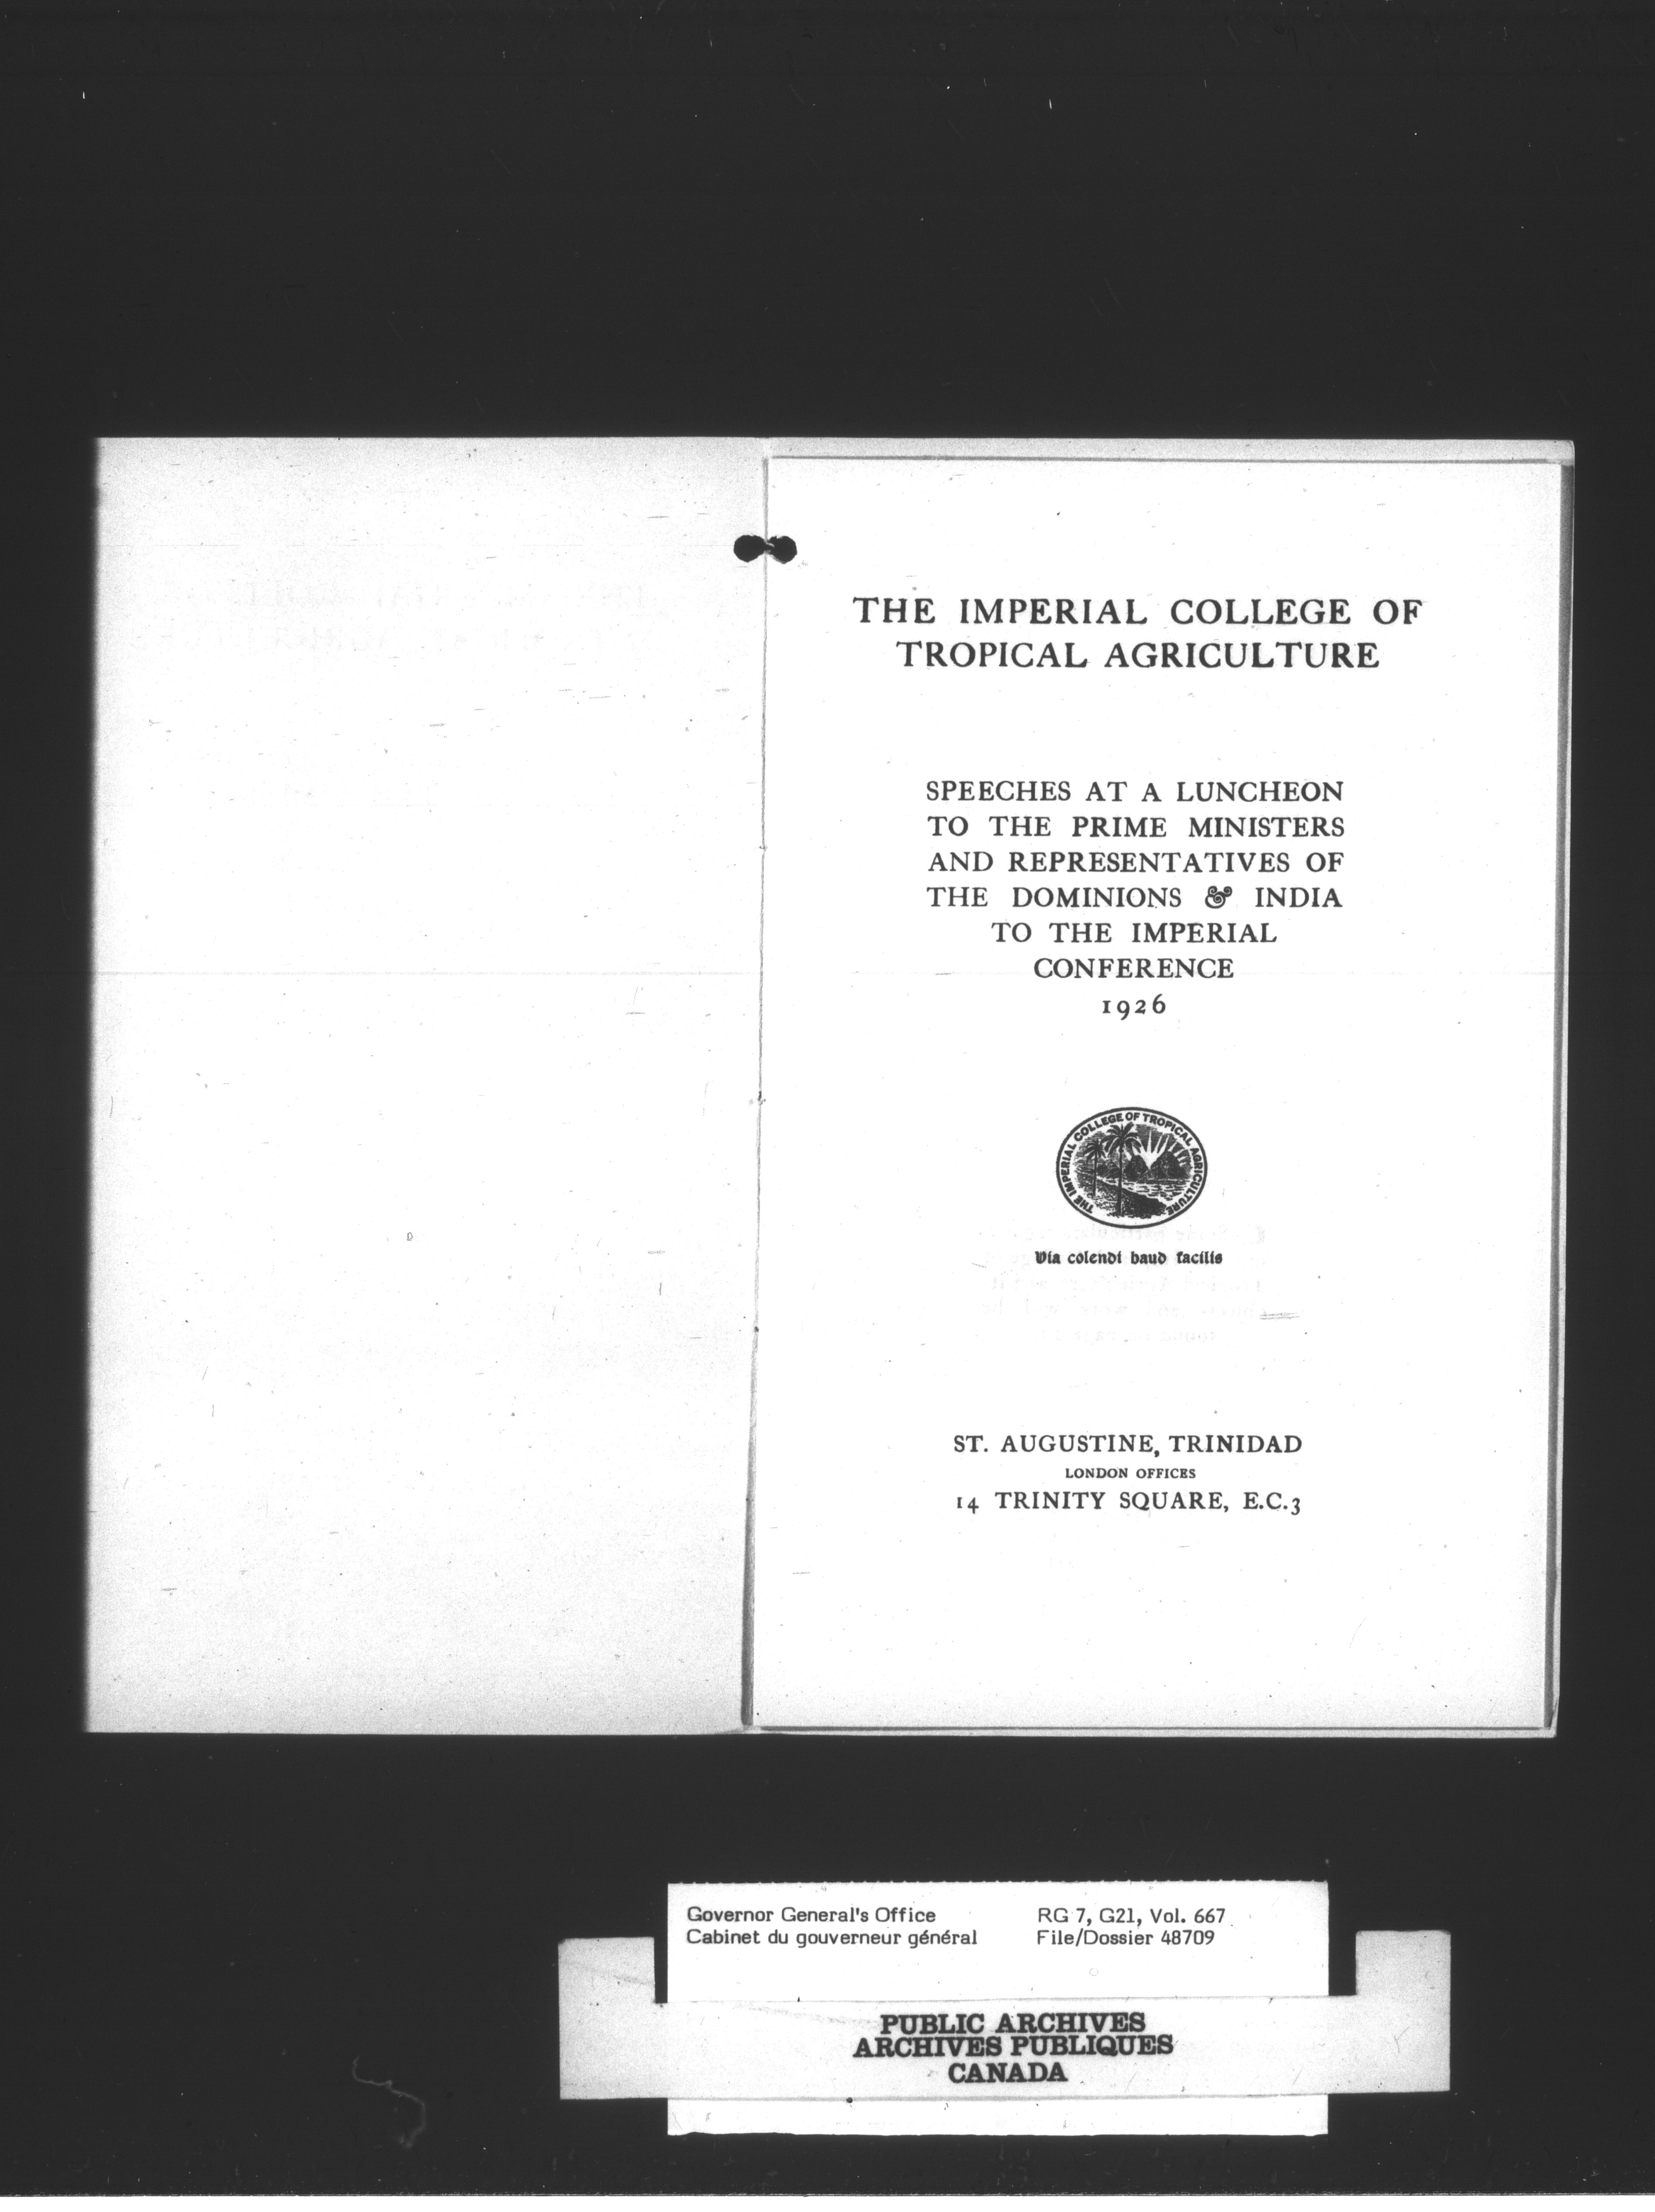 THE IMPERIAL COLLEGE OF
TROPICAL AGRICULTURE
SPEECHES AT A LUNCHEON
TO THE PRIME MINISTERS
AND REPRESENTATIVES OF
THE DOMINIONS & INDIA
TO THE IMPERIAL
CONFERENCE
1926
THE IMPERIAL COLLEGE OF TROPICAL AGRICULTURE
Via colendi haud facilis
ST. AUGUSTINE, TRINIDAD
LONDON OFFICES
14 TRINITY SQUARE, E.C.3
Governor General's Office RG 7, G21, Vol. 667
Cabinet du gouverneur général File/Dossier 48709
PUBLIC ARCHIVES
ARCHIVES PUBLIQUES
CANADA